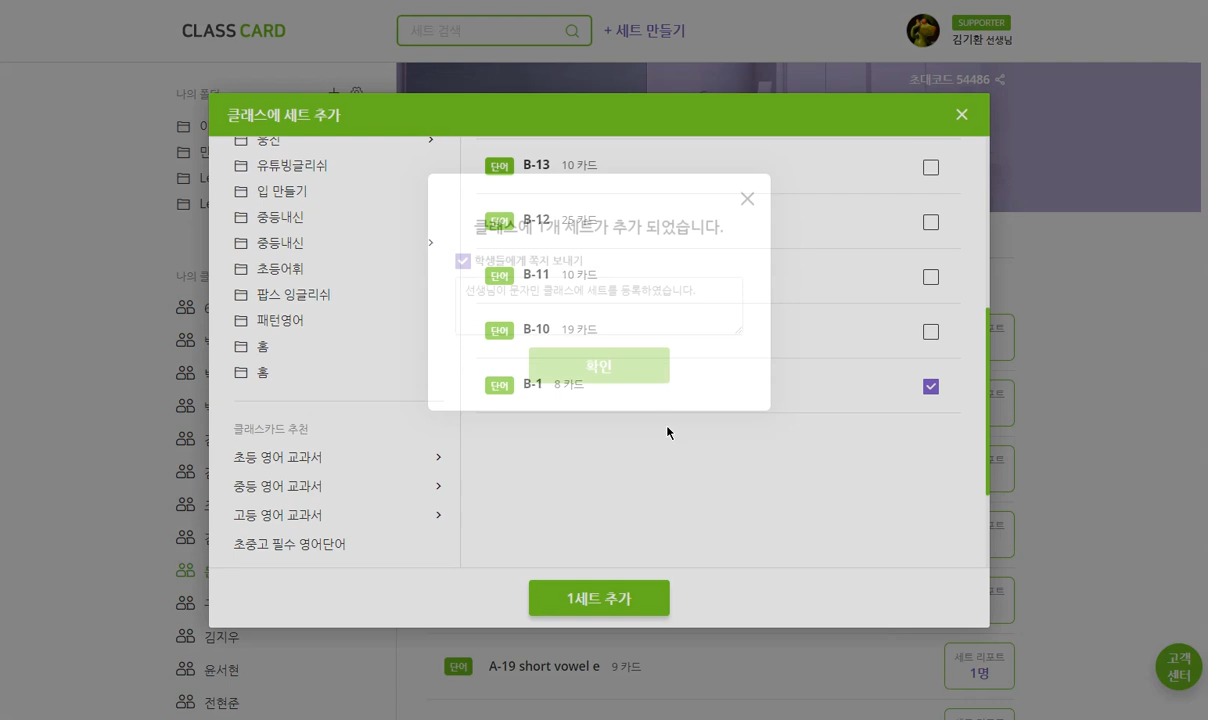 CLASS CARD
세트 검색
+ 세트 만들기
SUPPORTER
김기환 선생님
초대코드 54486
클래스에 세트 추가
웅진
유튜빙글리쉬
입 만들기
중등내신
중등내신
초등어휘
팝스 잉글리쉬
패턴영어
홈
홈
클래스카드 추천
초등 영어 교과서
중등 영어 교과서
고등 영어 교과서
초중고 필수 영어단어
단어 B-13 10 카드
단어 B-12 25 카드
단어 B-11 10 카드
단어 B-10 19 카드
단어 B-1 8 카드
클래스에 1개 세트가 추가 되었습니다.
학생들에게 쪽지 보내기
선생님이 문자민 클래스에 세트를 등록하였습니다.
확인
1세트 추가
김지우
윤서현
전현준
단어 A-19 short vowel e 9 카드
세트 리포트
1명
고객
센터